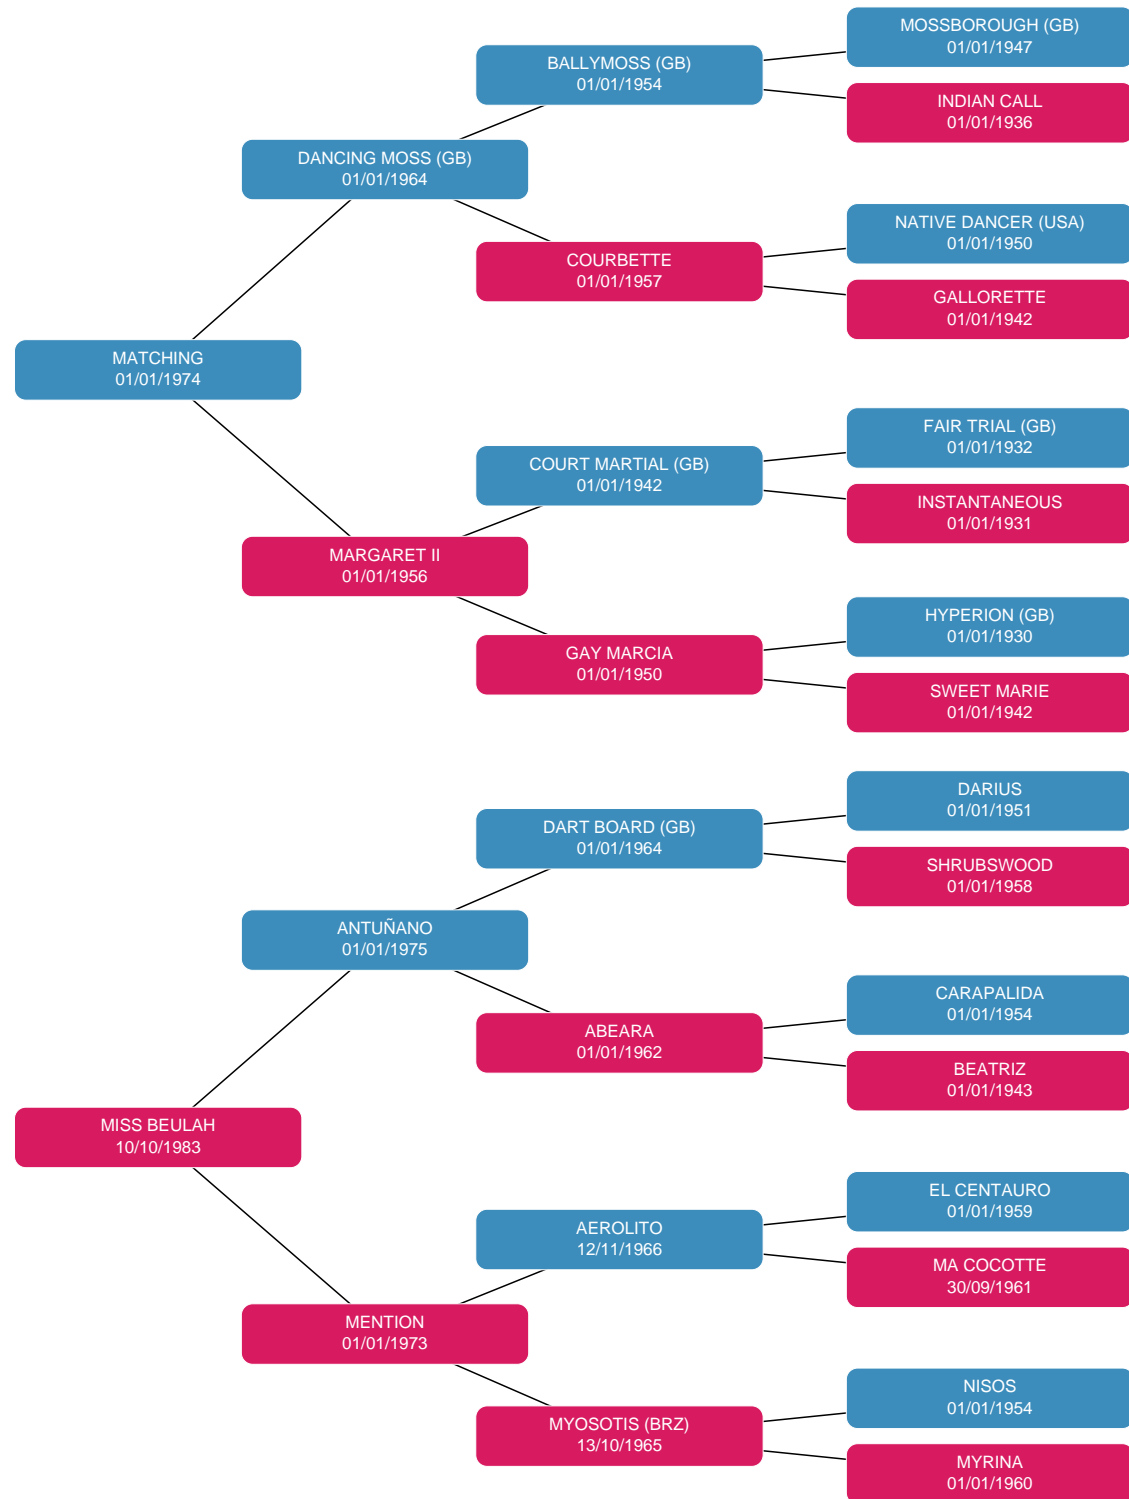 MOSSBOROUGH (GB)
01/01/1947
BALLYMOSS (GB)
01/01/1954
INDIAN CALL
01/01/1936
DANCING MOSS (GB)
01/01/1964
NATIVE DANCER (USA)
01/01/1950
COURBETTE
01/01/1957
GALLORETTE
01/01/1942
MATCHING
01/01/1974
FAIR TRIAL (GB)
01/01/1932
COURT MARTIAL (GB)
01/01/1942
INSTANTANEOUS
01/01/1931
MARGARET II
01/01/1956
HYPERION (GB)
01/01/1930
GAY MARCIA
01/01/1950
SWEET MARIE
01/01/1942
DARIUS
01/01/1951
DART BOARD (GB)
01/01/1964
SHRUBSWOOD
01/01/1958
ANTUÑANO
01/01/1975
CARAPALIDA
01/01/1954
ABEARA
01/01/1962
BEATRIZ
01/01/1943
MISS BEULAH
10/10/1983
EL CENTAURO
01/01/1959
AEROLITO
12/11/1966
MA COCOTTE
30/09/1961
MENTION
01/01/1973
NISOS
01/01/1954
MYOSOTIS (BRZ)
13/10/1965
MYRINA
01/01/1960